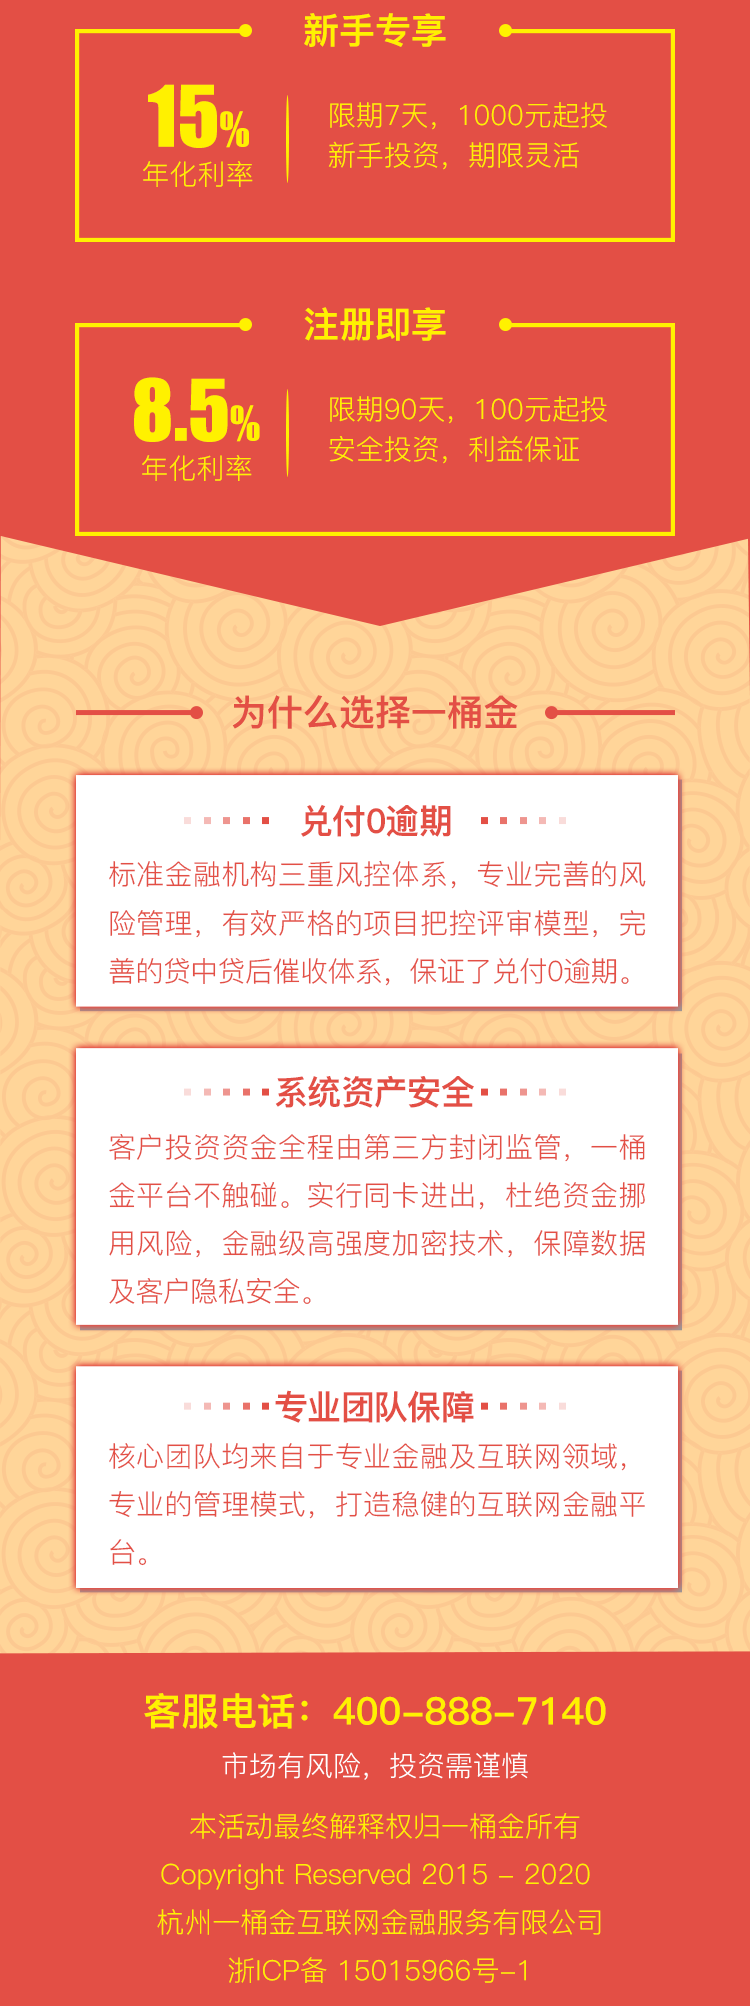 新手专享
15%
年化利率
限期7天，1000元起投
新手投资，期限灵活
注册即享
8.5%
年化利率
限期90天，100元起投
安全投资，利益保证
为什么选择一桶金
兑付0逾期
标准金融机构三重风控体系，专业完善的风
险管理，有效严格的项目把控评审模型，完
善的贷中贷后催收体系，保证了兑付0逾期。
系统资产安全
客户投资资金全程由第三方封闭监管，一桶
金平台不触碰。实行同卡进出，杜绝资金挪
用风险，金融级高强度加密技术，保障数据
及客户隐私安全。
专业团队保障
核心团队均来自于专业金融及互联网领域，
专业的管理模式，打造稳健的互联网金融平
台。
客服电话：400-888-7140
市场有风险，投资需谨慎
本活动最终解释权归一桶金所有
Copyright Reserved 2015 - 2020
杭州一桶金互联网金融服务有限公司
浙ICP备 15015966号-1